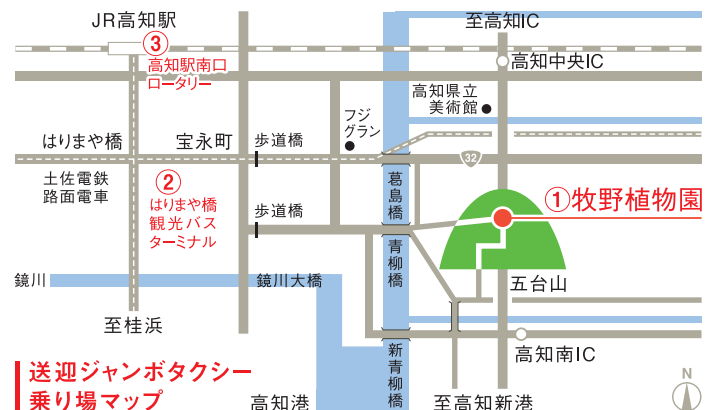 JR高知駅
至高知IC
③
高知駅南口
ロータリー
高知中央IC
高知県立
美術館
フジ
グラン
はりまや橋
宝永町
歩道橋
32
土佐電鉄
路面電車
②
はりまや橋
観光バス
ターミナル
歩道橋
葛島橋
①牧野植物園
青柳橋
鏡川
鏡川大橋
五台山
至桂浜
新青柳橋
高知南IC
送迎ジャンボタクシー
乗り場マップ
高知港
至高知新港
N